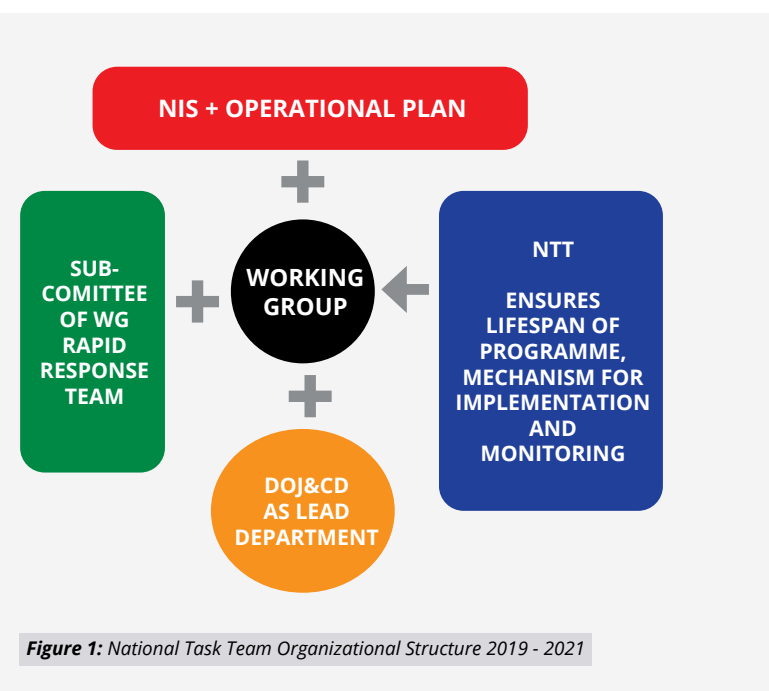 NIS + OPERATIONAL PLAN
SUB-
COMITTEE
OF WG
RAPID
RESPONSE
TEAM
WORKING
GROUP
NTT
ENSURES
LIFESPAN OF
PROGRAMME,
MECHANISM FOR
IMPLEMENTATION
AND
MONITORING
DOJ&CD
AS LEAD
DEPARTMENT
Figure 1: National Task Team Organizational Structure 2019 - 2021